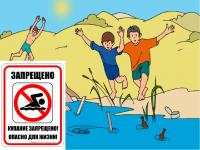 ЗАПРЕЩЕНО
КУПАНИЕ ЗАПРЕЩЕНО!
ОПАСНО ДЛЯ ЖИЗНИ!